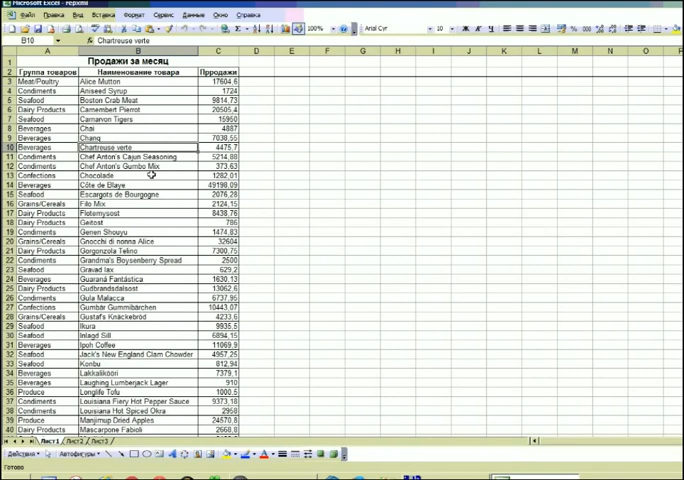 Microsoft Excel - repxlmi
Файл Правка Вид Вставка Формат Сервис Данные Окно Справка
100% Arial Cyr 10
B10 Chartreuse verte
A B C D E F G H I J K L M N O
1 Продажи за месяц
2 Группа товаров Наименование товара Прродажи
3 Meat/Poultry Alice Mutton 17604,6
4 Condiments Aniseed Syrup 1724
5 Seafood Boston Crab Meat 9814,73
6 Dairy Products Camembert Pierrot 20505,4
7 Seafood Carnarvon Tigers 15950
8 Beverages Chai 4887
9 Beverages Chang 7038,55
10 Beverages Chartreuse verte 4475,7
11 Condiments Chef Anton's Cajun Seasoning 5214,88
12 Condiments Chef Anton's Gumbo Mix 373,63
13 Confections Chocolade 1282,01
14 Beverages Côte de Blaye 49198,09
15 Seafood Escargots de Bourgogne 2076,28
16 Grains/Cereals Filo Mix 2124,15
17 Dairy Products Fløtemysost 8438,76
18 Dairy Products Geitost 786
19 Condiments Genen Shouyu 1474,83
20 Grains/Cereals Gnocchi di nonna Alice 32604
21 Dairy Products Gorgonzola Telino 7300,75
22 Condiments Grandma's Boysenberry Spread 2500
23 Seafood Gravad lax 629,2
24 Beverages Guaraná Fantástica 1630,13
25 Dairy Products Gudbrandsdalsost 13062,6
26 Condiments Gula Malacca 6737,95
27 Confections Gumbär Gummibärchen 10443,07
28 Grains/Cereals Gustaf's Knäckebröd 4233,6
29 Seafood Ikura 9935,5
30 Seafood Inlagd Sill 6894,15
31 Beverages Ipoh Coffee 11069,9
32 Seafood Jack's New England Clam Chowder 4957,25
33 Seafood Konbu 812,94
34 Beverages Lakkalikööri 7379,1
35 Beverages Laughing Lumberjack Lager 910
36 Produce Longlife Tofu 1000,5
37 Condiments Louisiana Fiery Hot Pepper Sauce 9373,18
38 Condiments Louisiana Hot Spiced Okra 2958
39 Produce Manjimup Dried Apples 24570,8
40 Dairy Products Mascarpone Fabioli 2668,8
Лист1 Лист2 Лист3
Действия Автофигуры
Готово